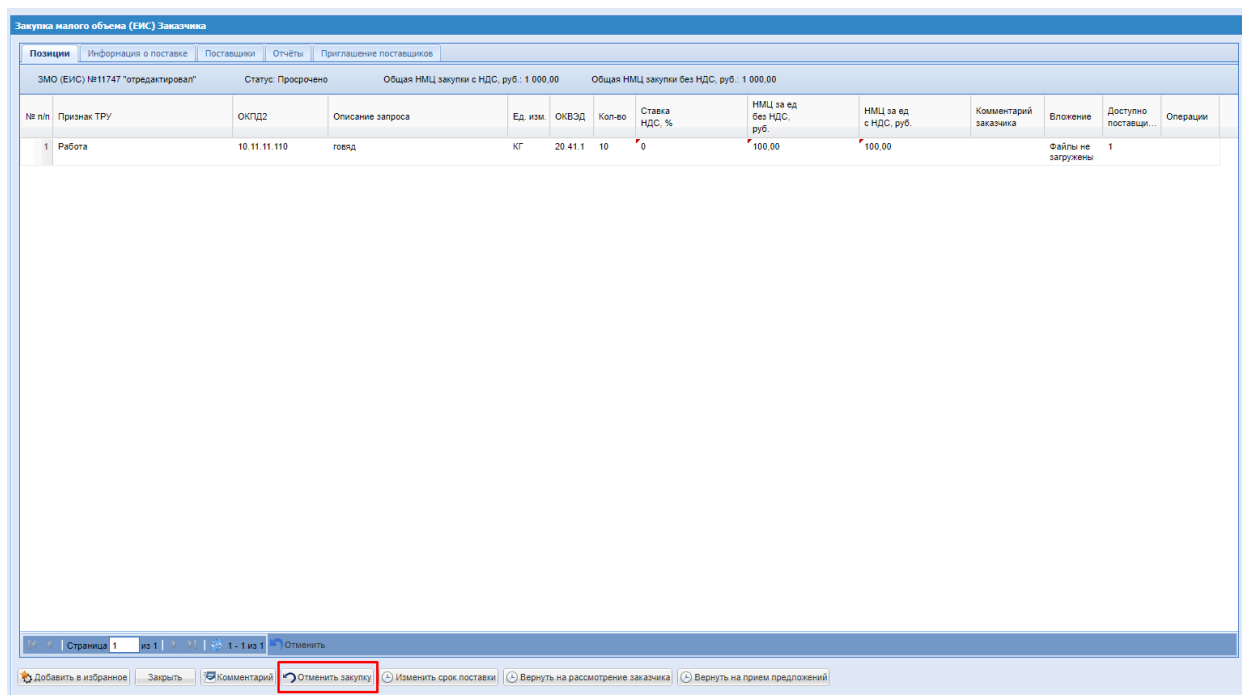 Закупка малого объема (ЕИС) Заказчика
Позиции Информация о поставке Поставщики Отчёты Приглашение поставщиков
ЗМО (ЕИС) №11747 "отредактировал" Статус: Просрочено Общая НМЦ закупки с НДС, руб.: 1 000,00 Общая НМЦ закупки без НДС, руб.: 1 000,00
№ п/п Признак ТРУ ОКПД2 Описание запроса Ед. изм. ОКВЭД Кол-во Ставка НДС, % НМЦ за ед без НДС, руб. НМЦ за ед с НДС, руб. Комментарий заказчика Вложение Доступно поставщи... Операции
1 Работа 10.11.11.110 говяд КГ 20.41.1 10 0 100,00 100,00 Файлы не загружены 1
Страница 1 из 1 1 - 1 из 1 Отменить
Добавить в избранное Закрыть Комментарий Отменить закупку Изменить срок поставки Вернуть на рассмотрение заказчика Вернуть на прием предложений